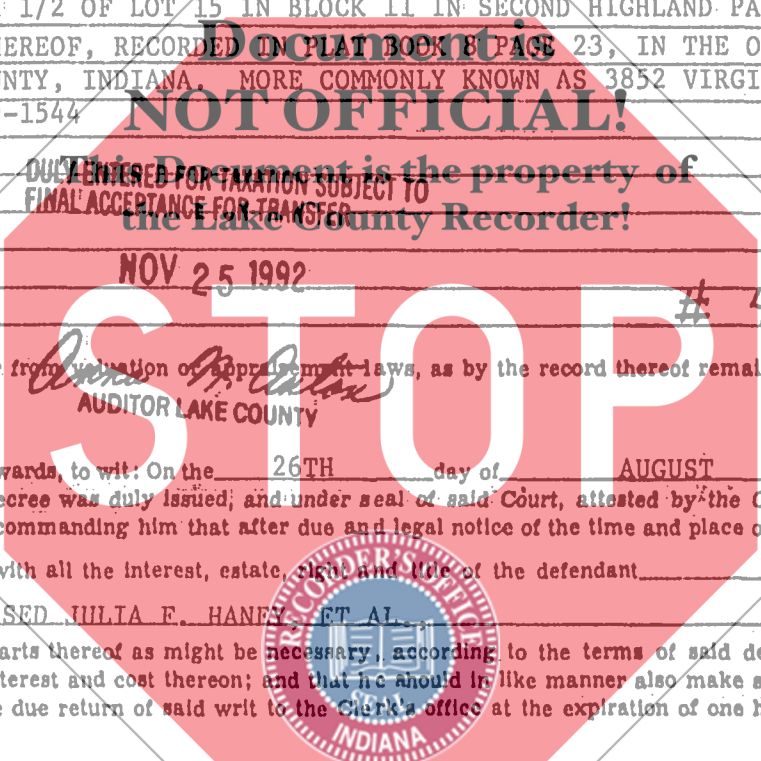 1/2 OF LOT 15 IN BLOCK 11 IN SECOND HIGHLAND PA
HEREOF, RECORDED IN PLAT BOOK 8 PAGE 23, IN THE O
NTY, INDIANA. MORE COMMONLY KNOWN AS 3852 VIRGI
-1544
Document is
NOT OFFICIAL!
This Document is the property of
the Lake County Recorder!
DULY ENTERED FOR TAXATION SUBJECT TO
FINAL ACCEPTANCE FOR TRANSFER
NOV 25 1992
STOP
#
from valuation or appraisement laws, as by the record thereof remai
Anna N. Anton
AUDITOR LAKE COUNTY
wards, to wit: On the 26TH day of AUGUST
ecree was duly issued, and under seal of said Court, attested by the C
commanding him that after due and legal notice of the time and place o
with all the interest, estate, right and title of the defendant
SED JULIA F. HANEY, ET AL.,
arts thereof as might be necessary, according to the terms of said de
terest and cost thereon; and that he should in like manner also make s
e due return of said writ to the Clerk's office at the expiration of one h
RECORDER'S OFFICE
SEAL
INDIANA